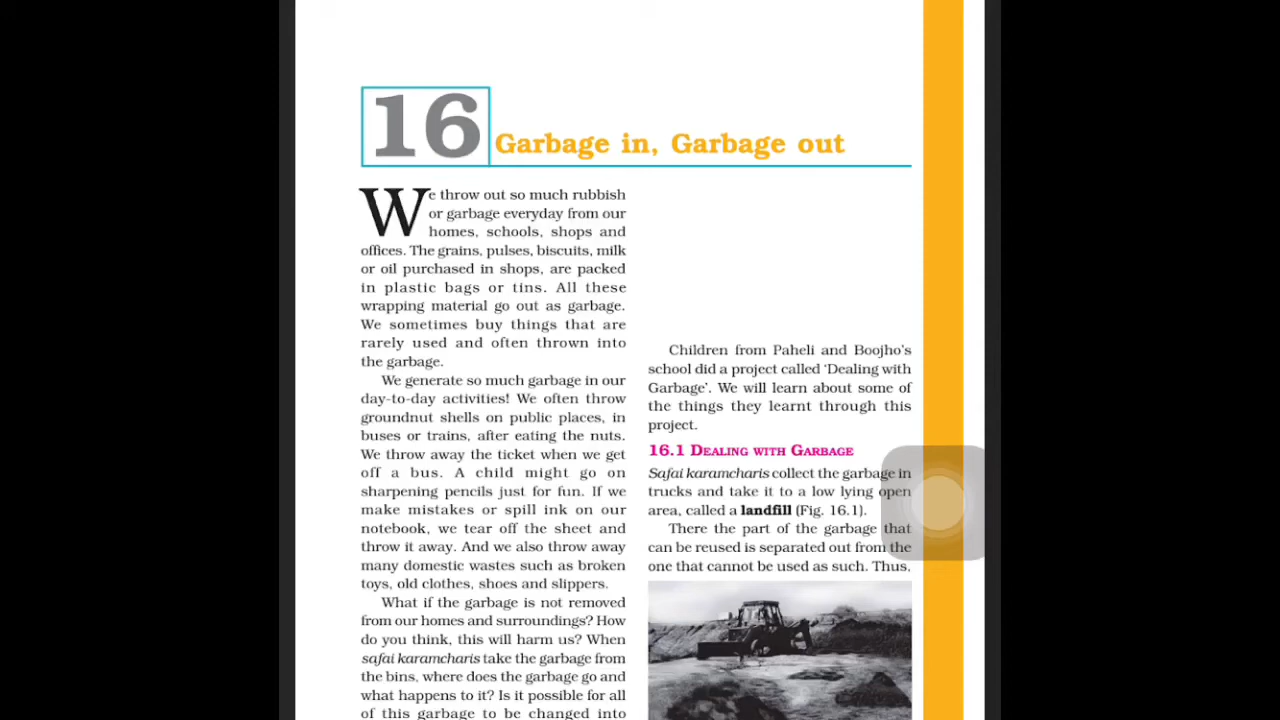 16 Garbage in, Garbage out
We throw out so much rubbish
or garbage everyday from our
homes, schools, shops and
offices. The grains, pulses, biscuits, milk
or oil purchased in shops, are packed
in plastic bags or tins. All these
wrapping material go out as garbage.
We sometimes buy things that are
rarely used and often thrown into
the garbage.
We generate so much garbage in our
day-to-day activities! We often throw
groundnut shells on public places, in
buses or trains, after eating the nuts.
We throw away the ticket when we get
off a bus. A child might go on
sharpening pencils just for fun. If we
make mistakes or spill ink on our
notebook, we tear off the sheet and
throw it away. And we also throw away
many domestic wastes such as broken
toys, old clothes, shoes and slippers.
What if the garbage is not removed
from our homes and surroundings? How
do you think, this will harm us? When
safai karamcharis take the garbage from
the bins, where does the garbage go and
what happens to it? Is it possible for all
of this garbage to be changed into
Children from Paheli and Boojho's
school did a project called 'Dealing with
Garbage'. We will learn about some of
the things they learnt through this
project.
16.1 Dealing with Garbage
Safai karamcharis collect the garbage in
trucks and take it to a low lying open
area, called a landfill (Fig. 16.1).
There the part of the garbage that
can be reused is separated out from the
one that cannot be used as such. Thus,